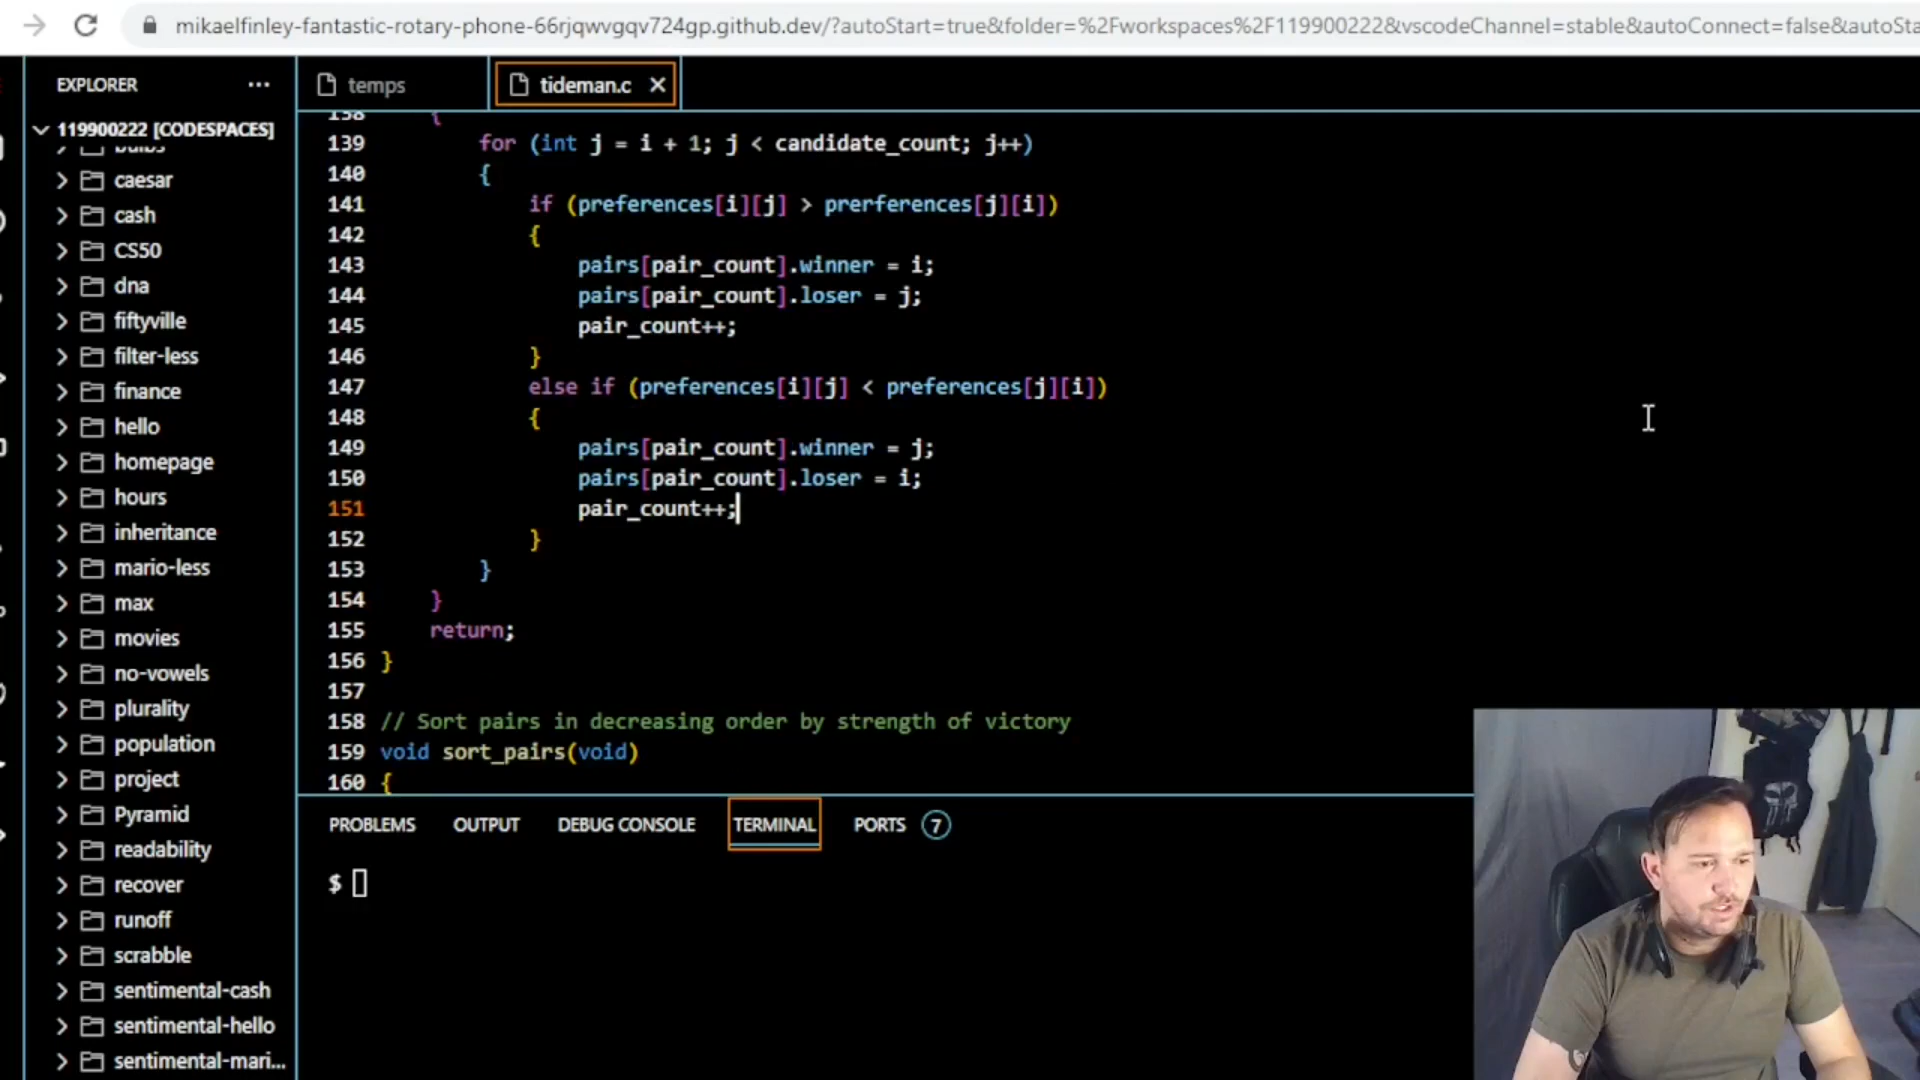 mikaelfinley-fantastic-rotary-phone-66rjqwvgqv724gp.github.dev/?autoStart=true&folder=%2Fworkspaces%2F119900222&vscodeChannel=stable&autoConnect=false&autoSta
EXPLORER ···
119900222 [CODESPACES]
bulbs
caesar
cash
CS50
dna
fiftyville
filter-less
finance
hello
homepage
hours
inheritance
mario-less
max
movies
no-vowels
plurality
population
project
Pyramid
readability
recover
runoff
scrabble
sentimental-cash
sentimental-hello
sentimental-mari...
temps tideman.c
138 {
139 for (int j = i + 1; j < candidate_count; j++)
140 {
141 if (preferences[i][j] > prerferences[j][i])
142 {
143 pairs[pair_count].winner = i;
144 pairs[pair_count].loser = j;
145 pair_count++;
146 }
147 else if (preferences[i][j] < preferences[j][i])
148 {
149 pairs[pair_count].winner = j;
150 pairs[pair_count].loser = i;
151 pair_count++;
152 }
153 }
154 }
155 return;
156 }
157
158 // Sort pairs in decreasing order by strength of victory
159 void sort_pairs(void)
160 {
PROBLEMS OUTPUT DEBUG CONSOLE TERMINAL PORTS 7
$